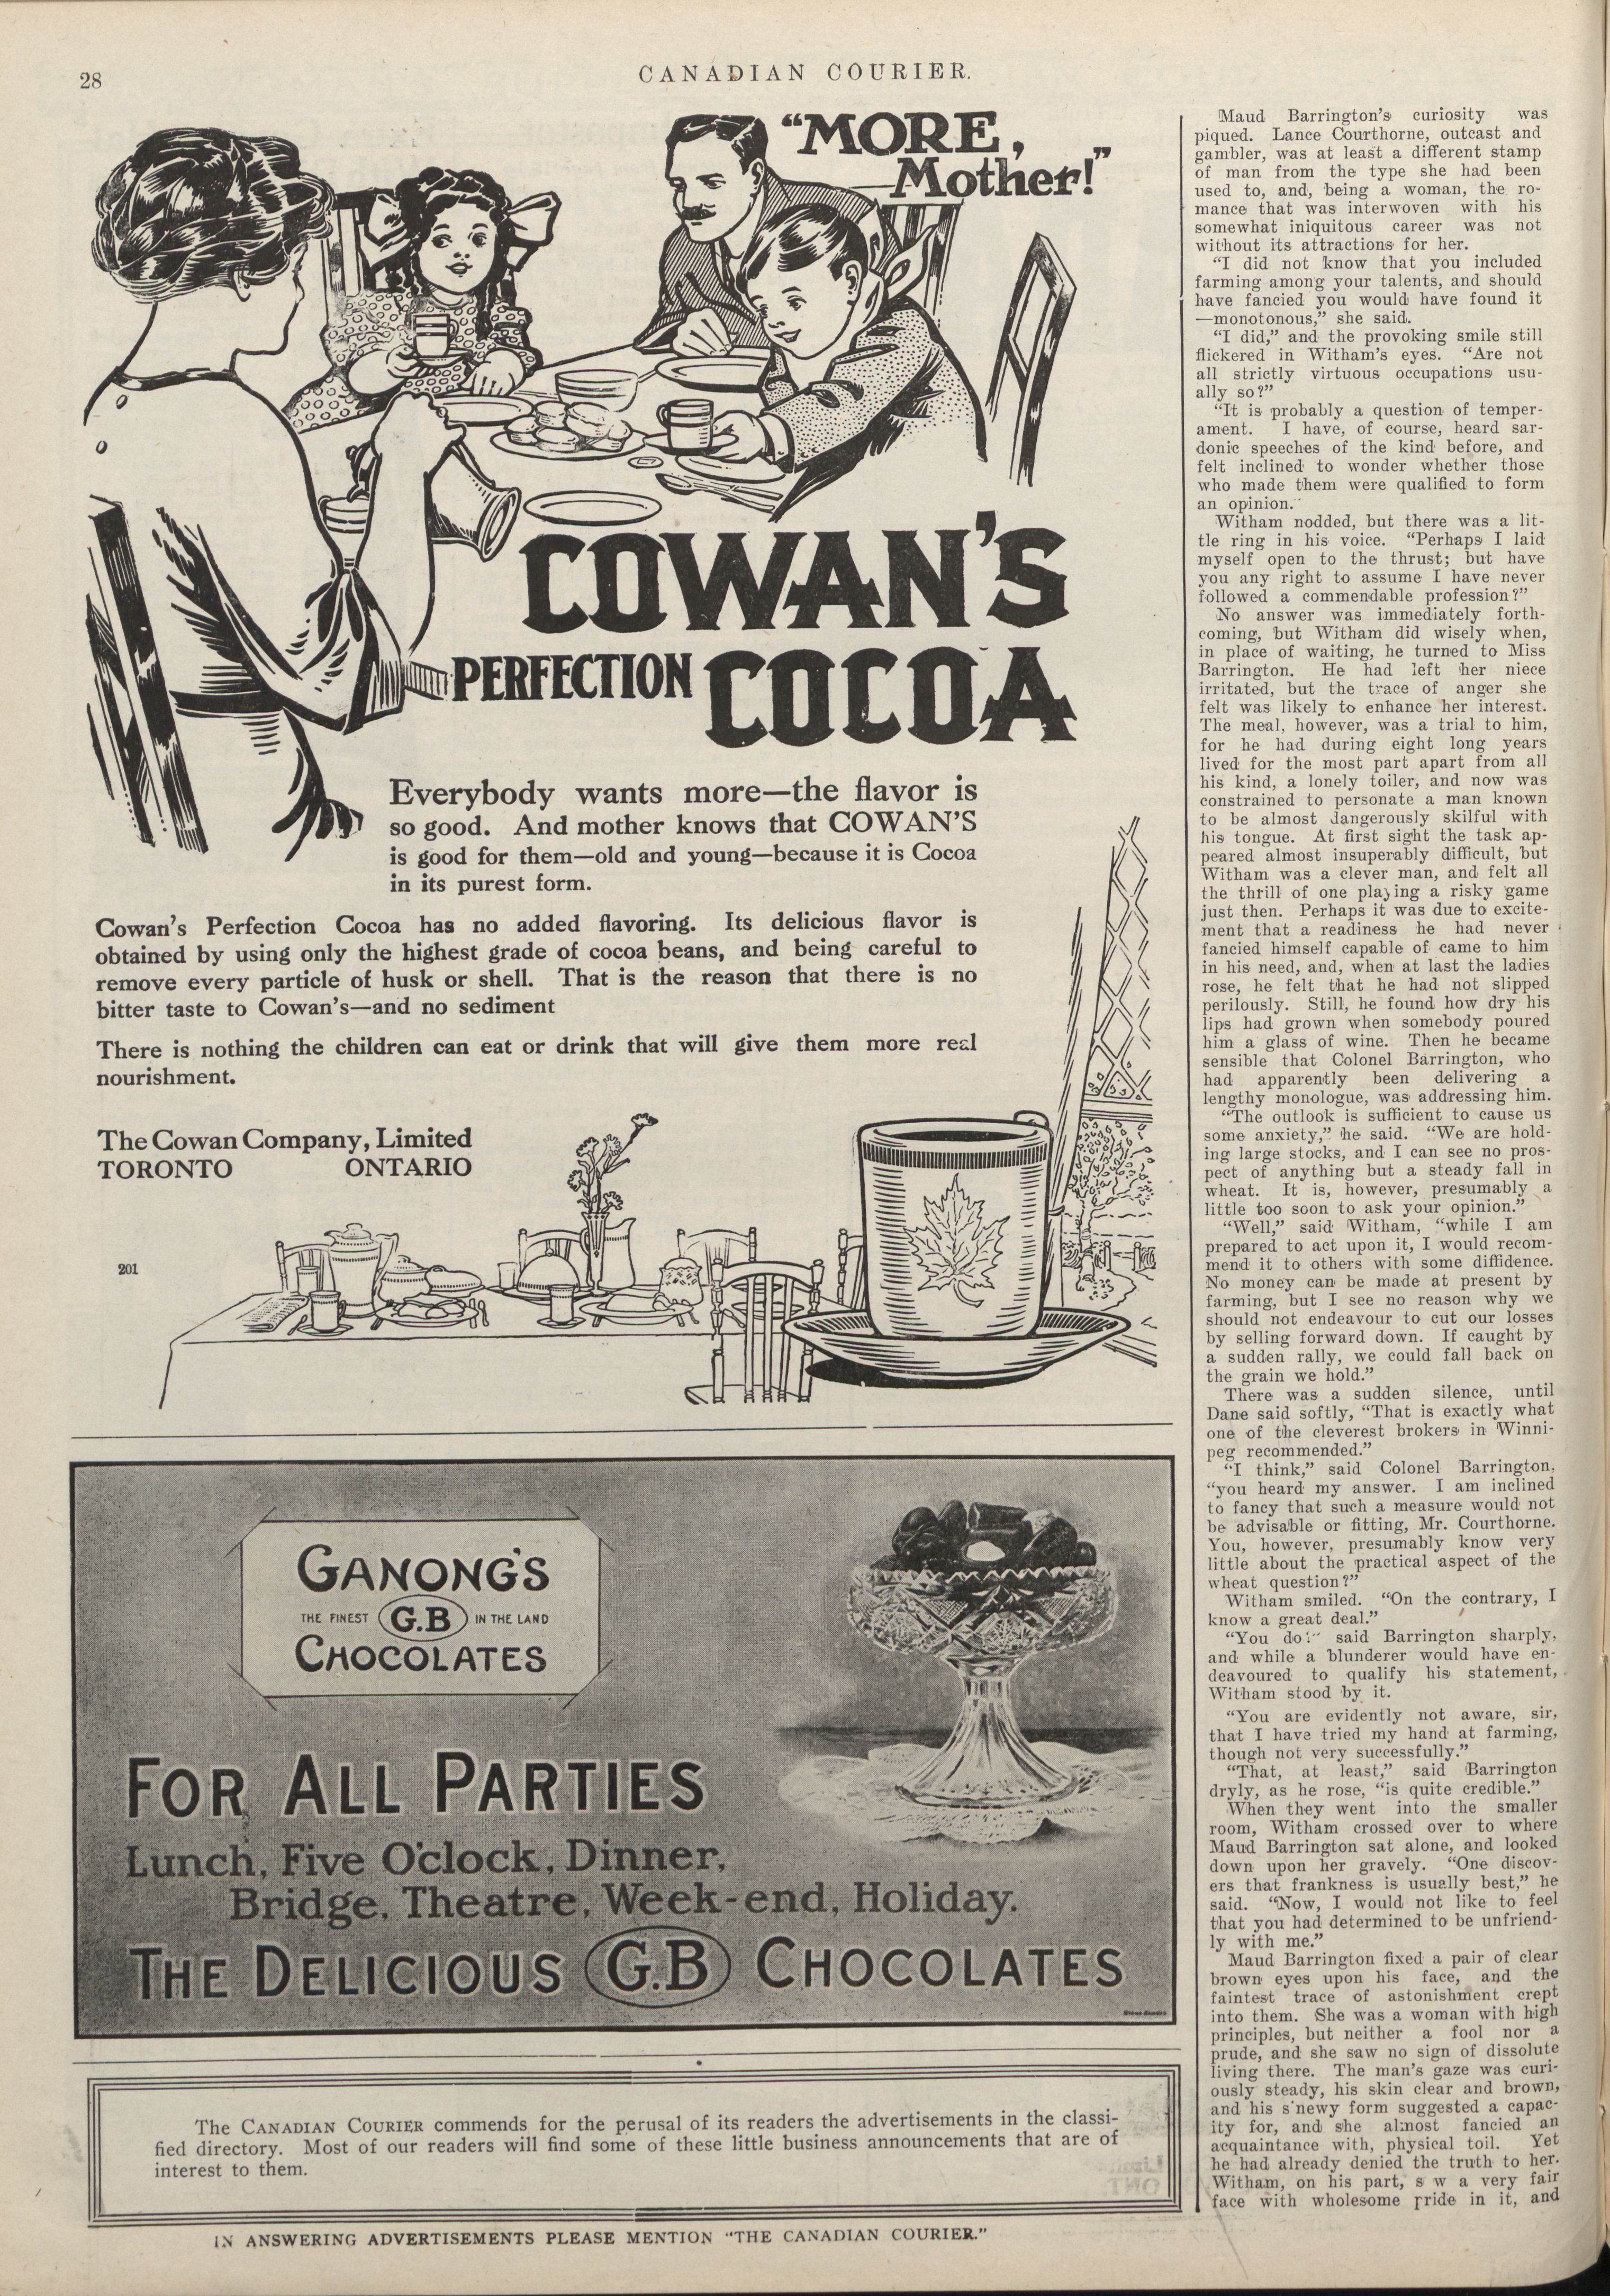 28
CANADIAN COURIER.
“MORE,
Mother!”
COWAN’S
PERFECTION COCOA
Everybody wants more—the flavor is
so good. And mother knows that COWAN’S
is good for them—old and young—because it is Cocoa
in its purest form.
Cowan’s Perfection Cocoa has no added flavoring. Its delicious flavor is
obtained by using only the highest grade of cocoa beans, and being careful to
remove every particle of husk or shell. That is the reason that there is no
bitter taste to Cowan’s—and no sediment
There is nothing the children can eat or drink that will give them more real
nourishment.
The Cowan Company, Limited
TORONTO ONTARIO
201
GANONG’S
THE FINEST G.B IN THE LAND
CHOCOLATES
FOR ALL PARTIES
Lunch, Five O’clock, Dinner,
Bridge, Theatre, Week-end, Holiday.
THE DELICIOUS G.B CHOCOLATES
The CANADIAN COURIER commends for the perusal of its readers the advertisements in the classi-
fied directory. Most of our readers will find some of these little business announcements that are of
interest to them.
IN ANSWERING ADVERTISEMENTS PLEASE MENTION “THE CANADIAN COURIER.”
Maud Barrington’s curiosity was
piqued. Lance Courthorne, outcast and
gambler, was at least a different stamp
of man from the type she had been
used to, and, being a woman, the ro-
mance that was interwoven with his
somewhat iniquitous career was not
without its attractions for her.
“I did not know that you included
farming among your talents, and should
have fancied you would have found it
—monotonous,” she said.
“I did,” and the provoking smile still
flickered in Witham’s eyes. “Are not
all strictly virtuous occupations usu-
ally so?”
“It is probably a question of temper-
ament. I have, of course, heard sar-
donic speeches of the kind before, and
felt inclined to wonder whether those
who made them were qualified to form
an opinion.”
Witham nodded, but there was a lit-
tle ring in his voice. “Perhaps I laid
myself open to the thrust; but have
you any right to assume I have never
followed a commendable profession?”
No answer was immediately forth-
coming, but Witham did wisely when,
in place of waiting, he turned to Miss
Barrington. He had left her niece
irritated, but the trace of anger she
felt was likely to enhance her interest.
The meal, however, was a trial to him,
for he had during eight long years
lived for the most part apart from all
his kind, a lonely toiler, and now was
constrained to personate a man known
to be almost dangerously skilful with
his tongue. At first sight the task ap-
peared almost insuperably difficult, but
Witham was a clever man, and felt all
the thrill of one playing a risky game
just then. Perhaps it was due to excite-
ment that a readiness he had never
fancied himself capable of came to him
in his need, and, when at last the ladies
rose, he felt that he had not slipped
perilously. Still, he found how dry his
lips had grown when somebody poured
him a glass of wine. Then he became
sensible that Colonel Barrington, who
had apparently been delivering a
lengthy monologue, was addressing him.
“The outlook is sufficient to cause us
some anxiety,” he said. “We are hold-
ing large stocks, and I can see no pros-
pect of anything but a steady fall in
wheat. It is, however, presumably a
little too soon to ask your opinion.”
“Well,” said Witham, “while I am
prepared to act upon it, I would recom-
mend it to others with some diffidence.
No money can be made at present by
farming, but I see no reason why we
should not endeavour to cut our losses
by selling forward down. If caught by
a sudden rally, we could fall back on
the grain we hold.”
There was a sudden silence, until
Dane said softly, “That is exactly what
one of the cleverest brokers in Winni-
peg recommended.”
“I think,” said Colonel Barrington,
“you heard my answer. I am inclined
to fancy that such a measure would not
be advisable or fitting, Mr. Courthorne.
You, however, presumably know very
little about the practical aspect of the
wheat question?”
Witham smiled. “On the contrary, I
know a great deal.”
“You do?” said Barrington sharply,
and while a blunderer would have en-
deavoured to qualify his statement,
Witham stood by it.
“You are evidently not aware, sir,
that I have tried my hand at farming,
though not very successfully.”
“That, at least,” said Barrington
dryly, as he rose, “is quite credible.”
When they went into the smaller
room, Witham crossed over to where
Maud Barrington sat alone, and looked
down upon her gravely. “One discov-
ers that frankness is usually best,” he
said. “Now, I would not like to feel
that you had determined to be unfriend-
ly with me.”
Maud Barrington fixed a pair of clear
brown eyes upon his face, and the
faintest trace of astonishment crept
into them. She was a woman with high
principles, but neither a fool nor a
prude, and she saw no sign of dissolute
living there. The man’s gaze was curi-
ously steady, his skin clear and brown,
and his s’newy form suggested a capac-
ity for, and she almost fancied an
acquaintance with, physical toil. Yet
he had already denied the truth to her.
Witham, on his part, s w a very fair
face with wholesome pride in it, and